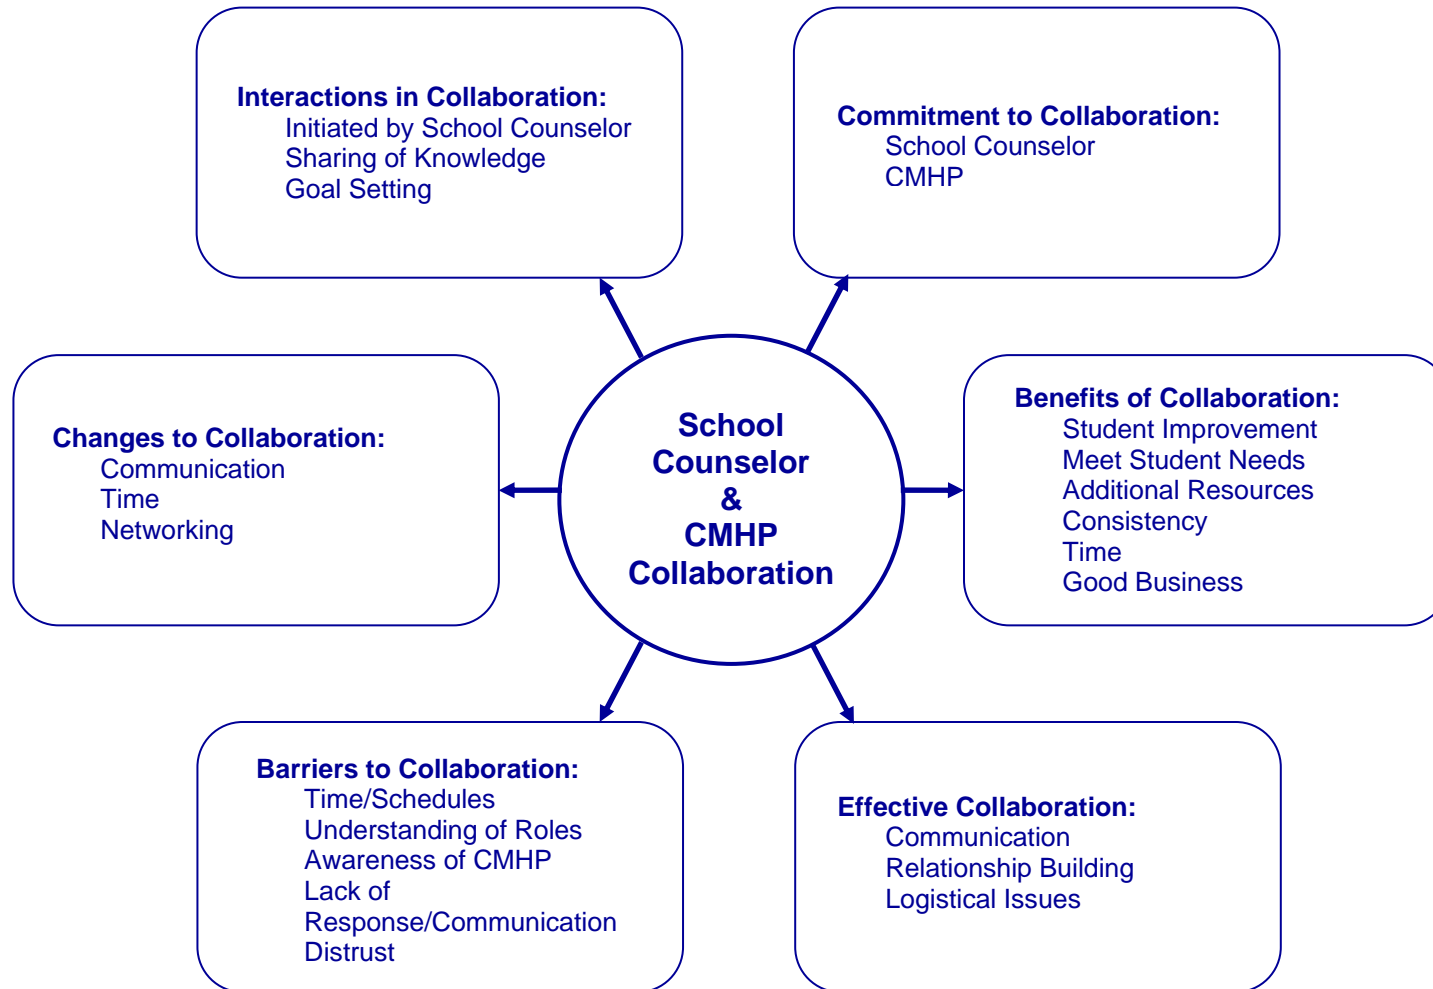 Interactions in Collaboration:
Initiated by School Counselor
Sharing of Knowledge
Goal Setting
Commitment to Collaboration:
School Counselor
CMHP
Changes to Collaboration:
Communication
Time
Networking
School
Counselor
&
CMHP
Collaboration
Benefits of Collaboration:
Student Improvement
Meet Student Needs
Additional Resources
Consistency
Time
Good Business
Barriers to Collaboration:
Time/Schedules
Understanding of Roles
Awareness of CMHP
Lack of
Response/Communication
Distrust
Effective Collaboration:
Communication
Relationship Building
Logistical Issues